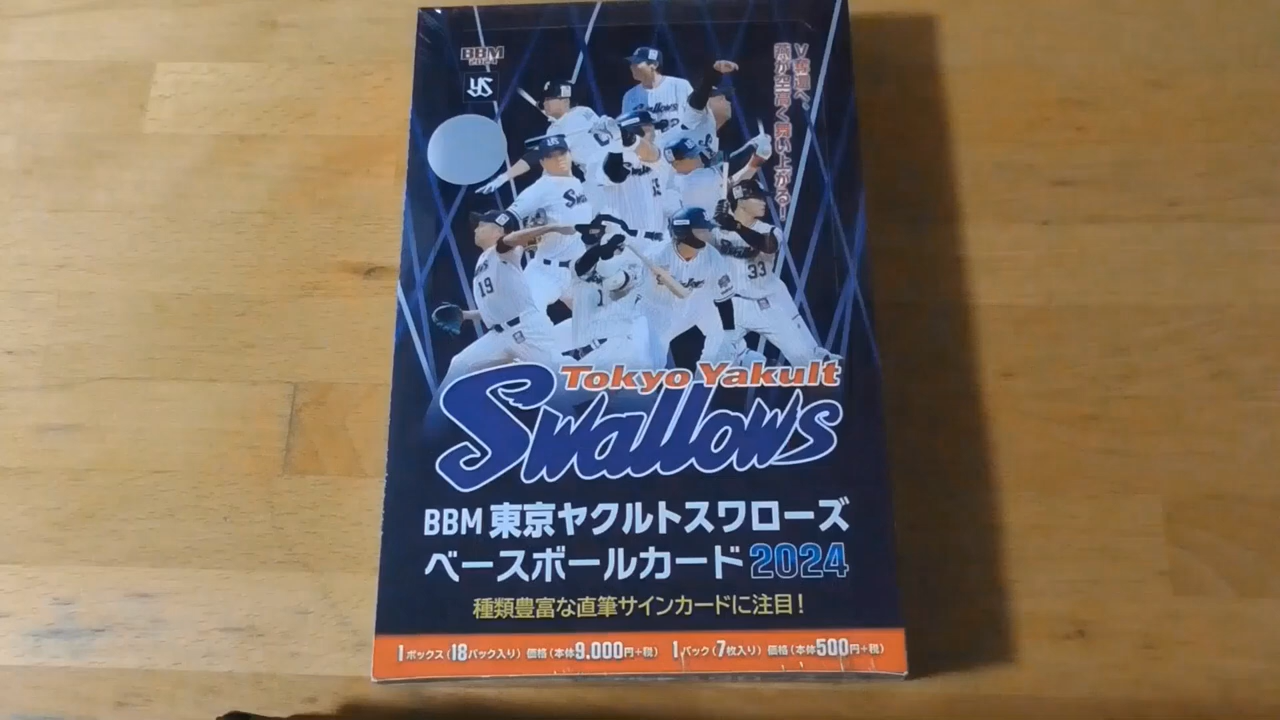 BBM
2024
YS
V奪還へ、
燕が空高く舞い上がる!
Swallows
19
33
Tokyo Yakult
Swallows
BBM 東京ヤクルトスワローズ
ベースボールカード 2024
種類豊富な直筆サインカードに注目!
1ボックス(18パック入り) 価格(本体9,000円+税) 1パック(7枚入り) 価格(本体500円+税)